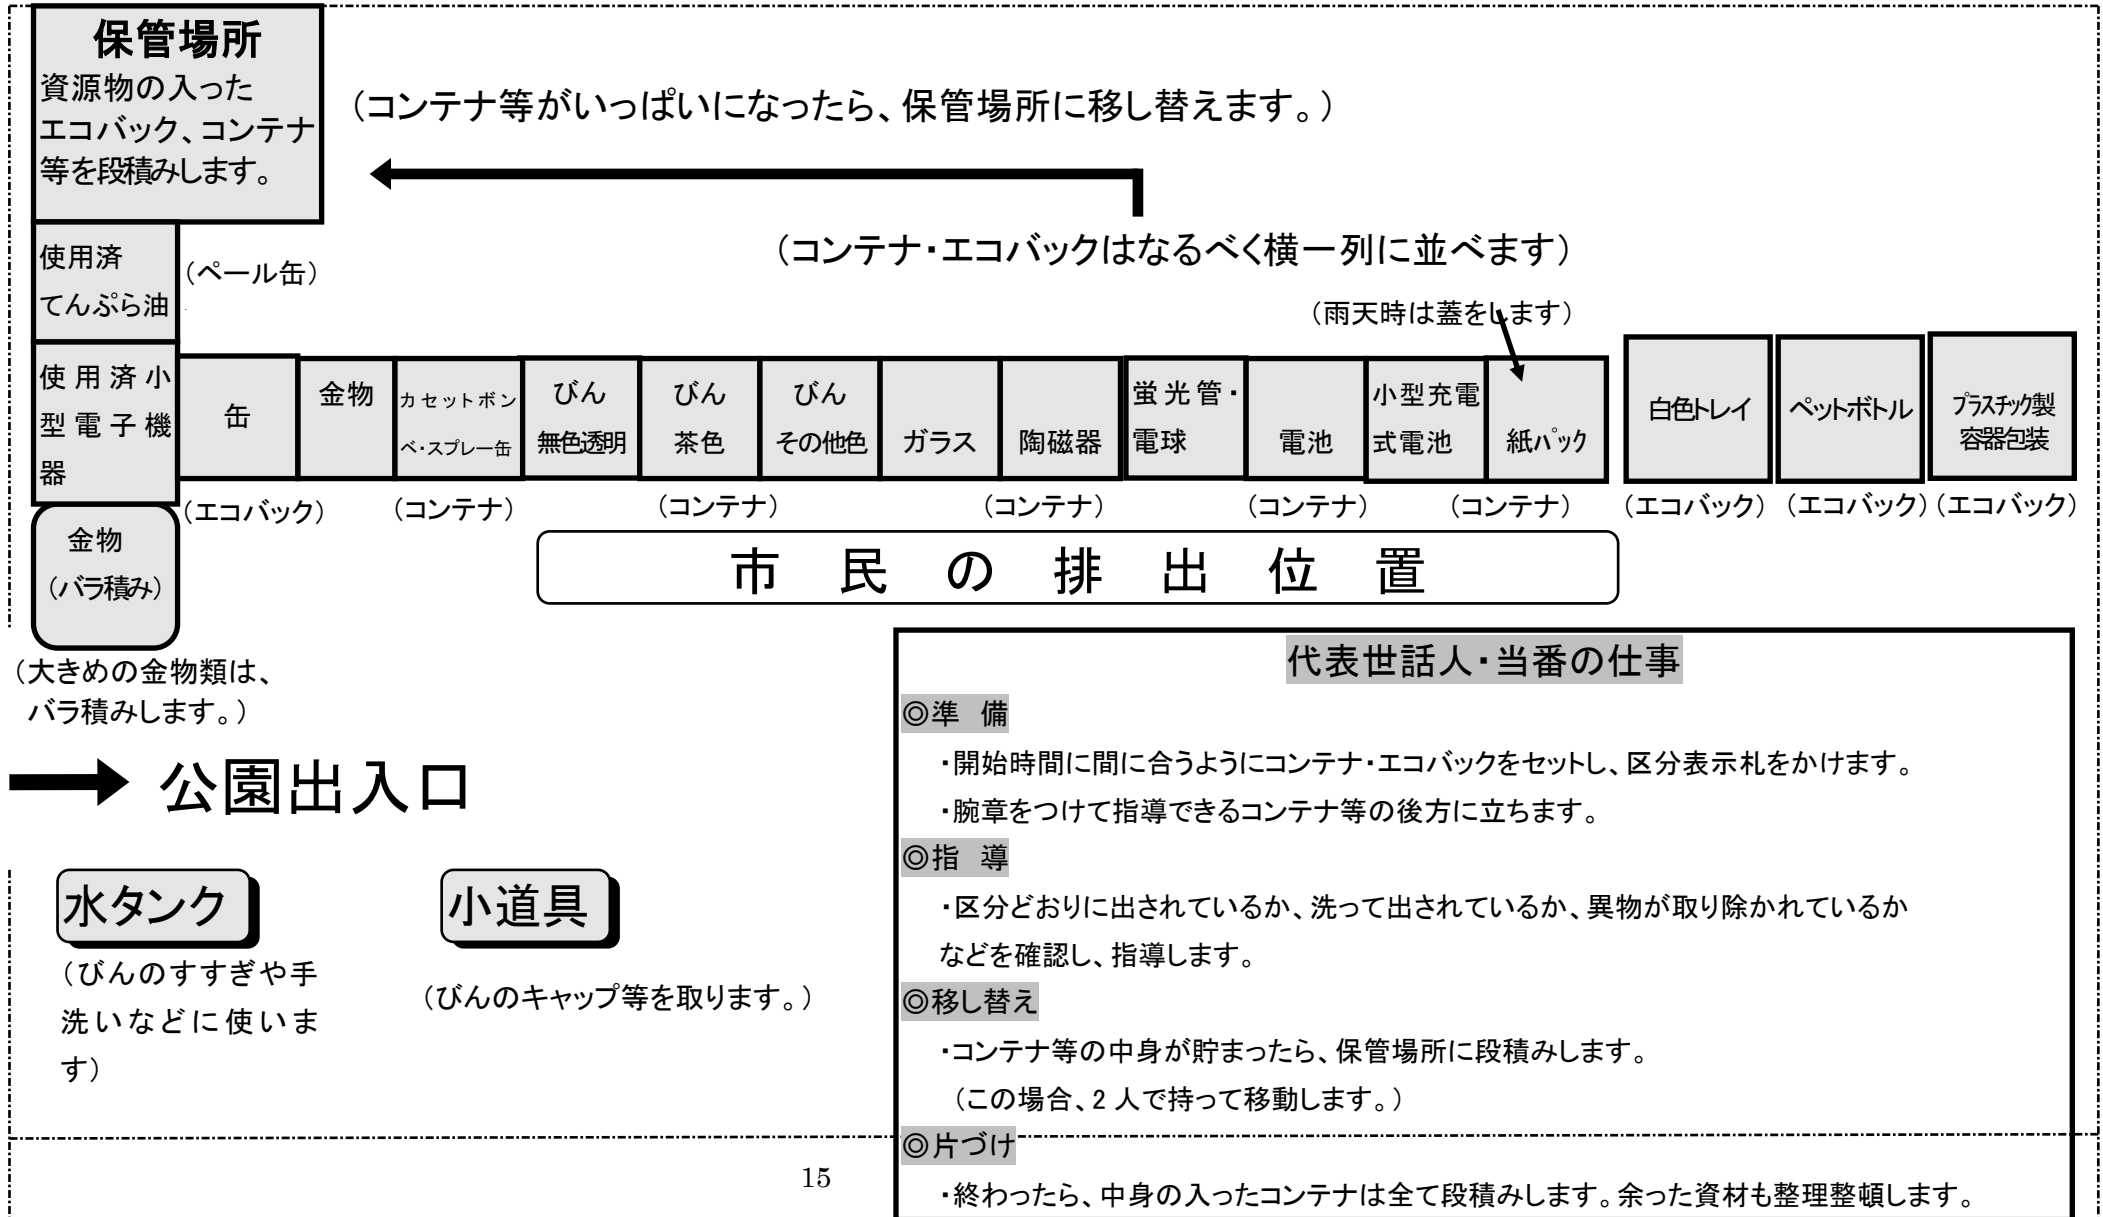 保管場所
資源物の入った
エコバック、コンテナ
等を段積みします。
（コンテナ等がいっぱいになったら、保管場所に移し替えます。）
（コンテナ・エコバックはなるべく横一列に並べます）
（雨天時は蓋をします）
使用済
てんぷら油
（ペール缶）
使用済小
型電子機
器
缶
金物
カセットボン
ベ・スプレー缶
びん
無色透明
びん
茶色
びん
その他色
ガラス
陶磁器
蛍光管・
電球
電池
小型充電
式電池
紙パック
白色トレイ
ペットボトル
プラスチック製
容器包装
（エコバック）
（コンテナ）
（コンテナ）
（コンテナ）
（コンテナ）
（コンテナ）
（エコバック）
（エコバック）
（エコバック）
金物
（バラ積み）
市民の排出位置
（大きめの金物類は、
バラ積みします。）
公園出入口
水タンク
（びんのすすぎや手
洗いなどに使いま
す）
小道具
（びんのキャップ等を取ります。）
代表世話人・当番の仕事
◎準　備
・開始時間に間に合うようにコンテナ・エコバックをセットし、区分表示札をかけます。
・腕章をつけて指導できるコンテナ等の後方に立ちます。
◎指　導
・区分どおりに出されているか、洗って出されているか、異物が取り除かれているか
などを確認し、指導します。
◎移し替え
・コンテナ等の中身が貯まったら、保管場所に段積みします。
（この場合、2 人で持って移動します。）
◎片づけ
・終わったら、中身の入ったコンテナは全て段積みします。余った資材も整理整頓します。
15